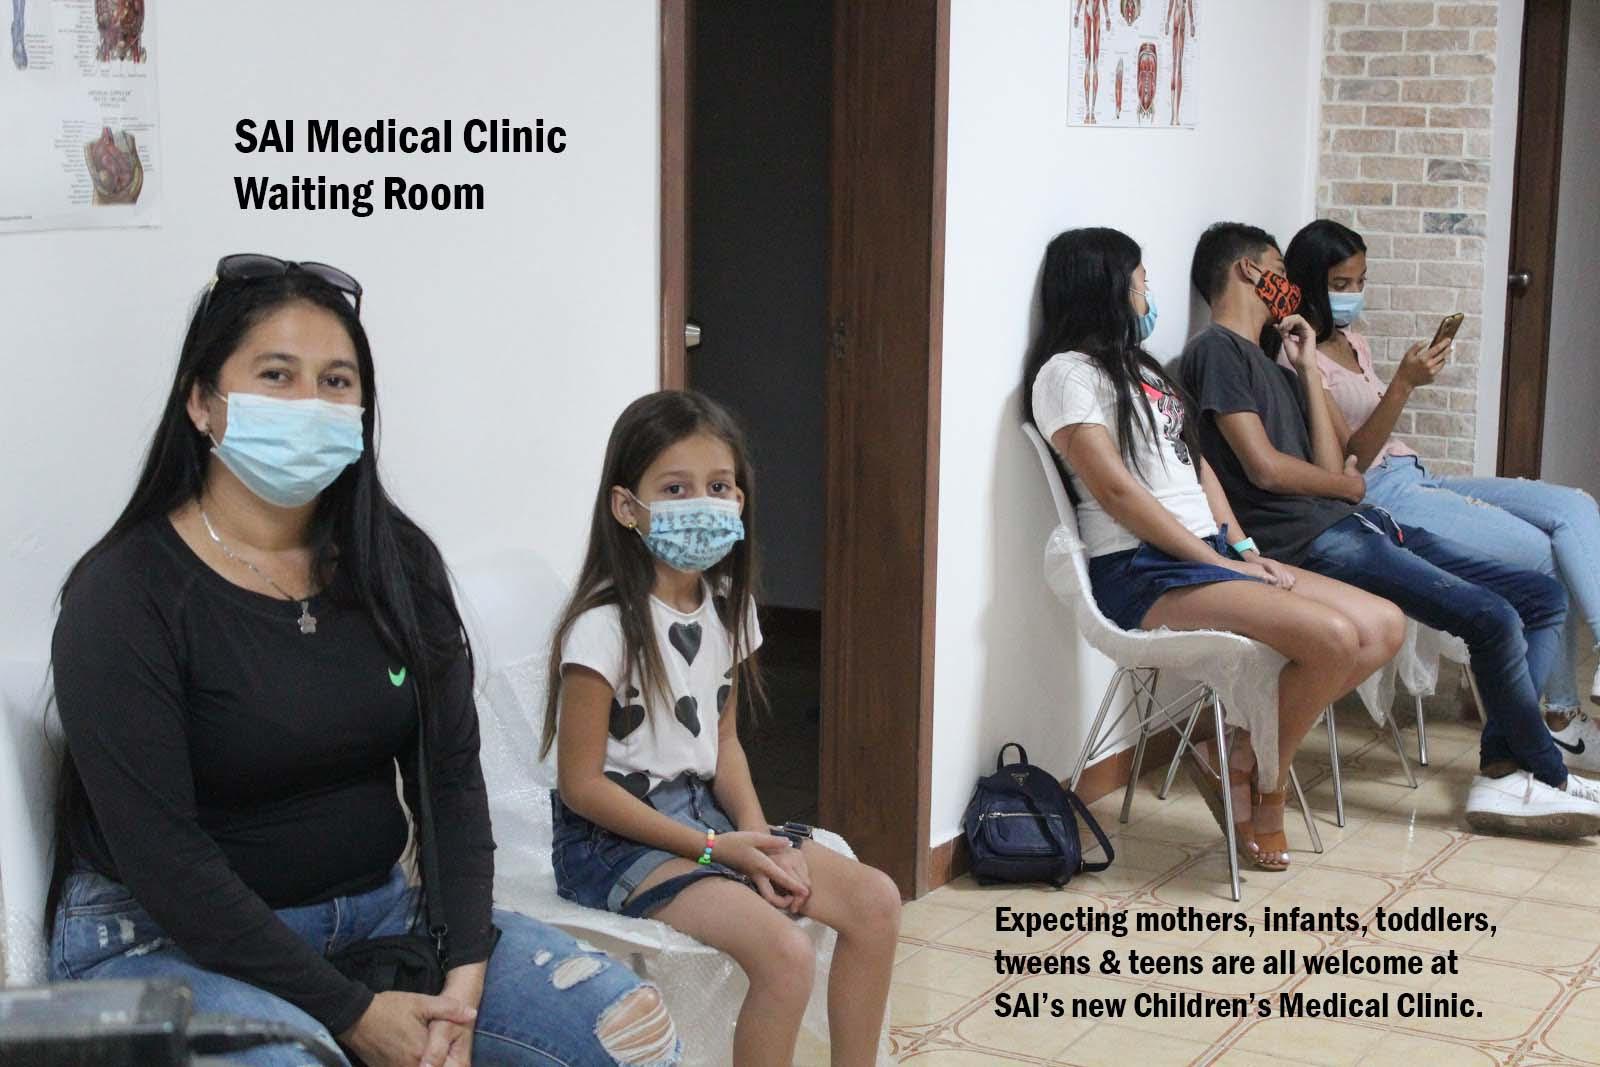 SAI Medical Clinic
Waiting Room
Expecting mothers, infants, toddlers,
tweens & teens are all welcome at
SAI's new Children's Medical Clinic.